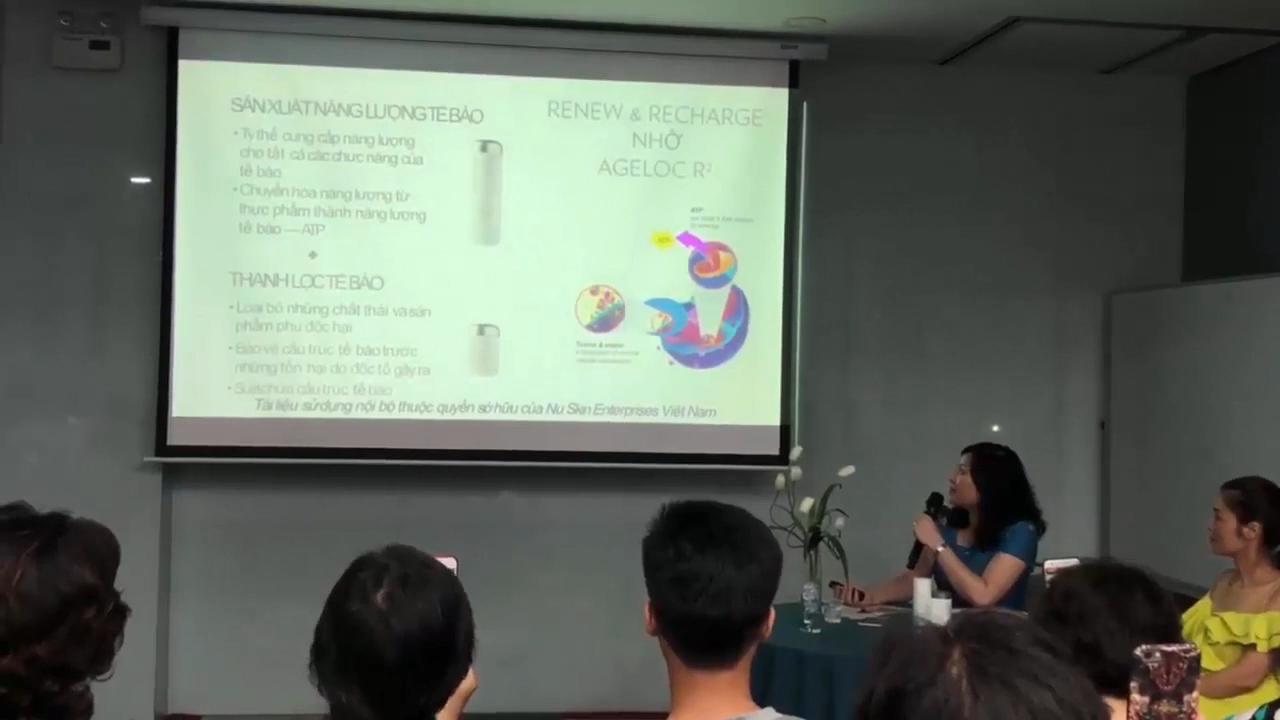 SẢN XUẤT NĂNG LƯỢNG TẾ BÀO
• Ty thể cung cấp năng lượng
cho tất cả các chức năng của
tế bào
• Chuyển hóa năng lượng từ
thực phẩm thành năng lượng
tế bào — ATP
THANH LỌC TẾ BÀO
• Loại bỏ những chất thải và sản
phẩm phụ độc hại
• Bảo vệ cấu trúc tế bào trước
những tổn hại do độc tố gây ra
• Sửa chữa cấu trúc tế bào
RENEW & RECHARGE
NHỜ
AGELOC R²
ATP
Tài liệu sử dụng nội bộ thuộc quyền sở hữu của Nu Skin Enterprises Việt Nam